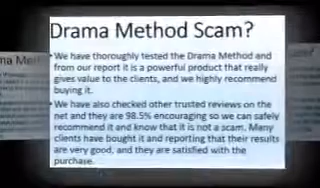 Drama Method Scam?
• We have thoroughly tested the Drama Method and
from our report it is a powerful product that really
gives value to the clients, and we highly recommend
buying it.
• We have also checked other trusted reviews on the
net and they are 98.5% encouraging so we can safely
recommend it and know that it is not a scam. Many
clients have bought it and reporting that their results
are very good, and they are satisfied with the
purchase.